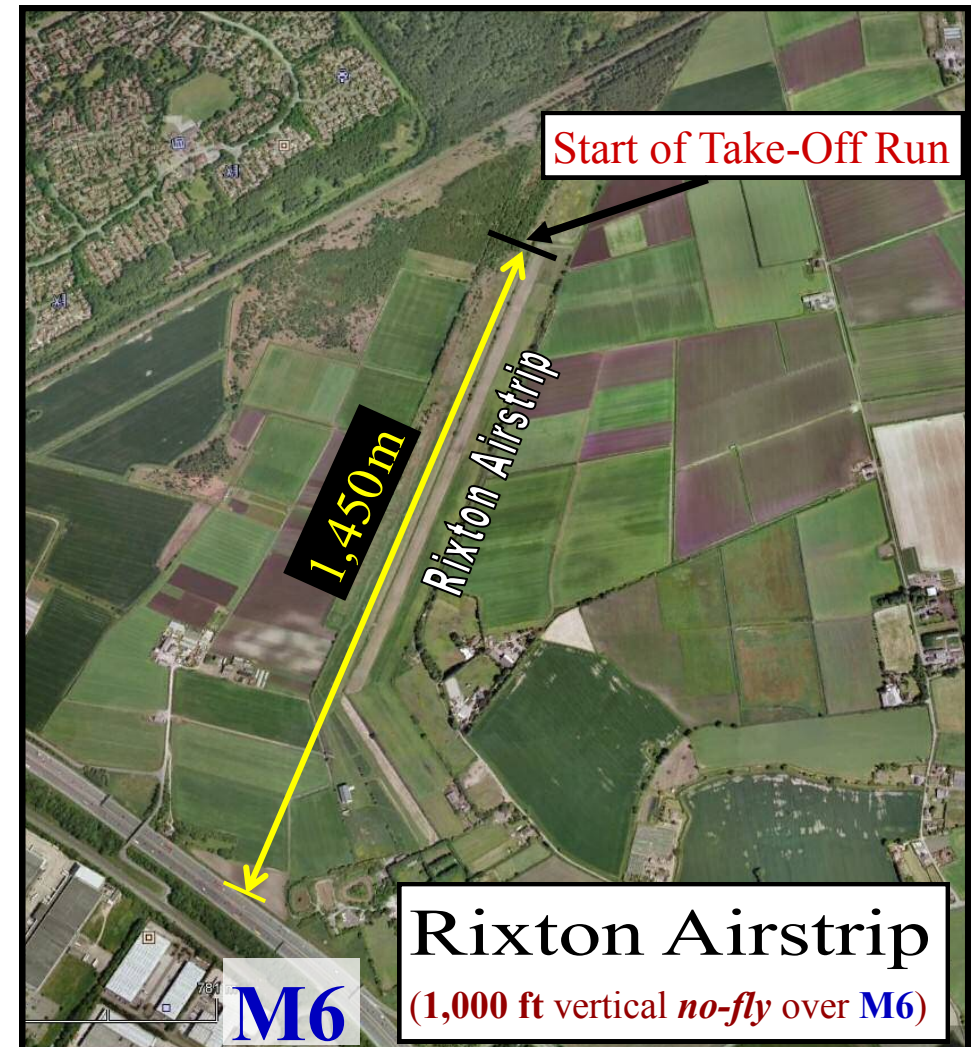 Start of Take-Off Run
1,450m
Rixton Airstrip
M6
Rixton Airstrip
(1,000 ft vertical no-fly over M6)